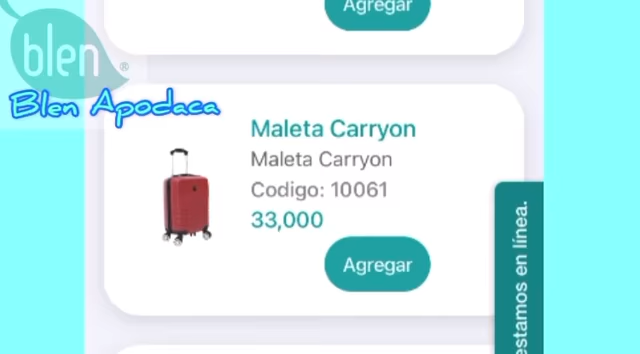 Agregar
blen®
Blen Apodaca
Maleta Carryon
Maleta Carryon
Codigo: 10061
33,000
Agregar
estamos en línea.